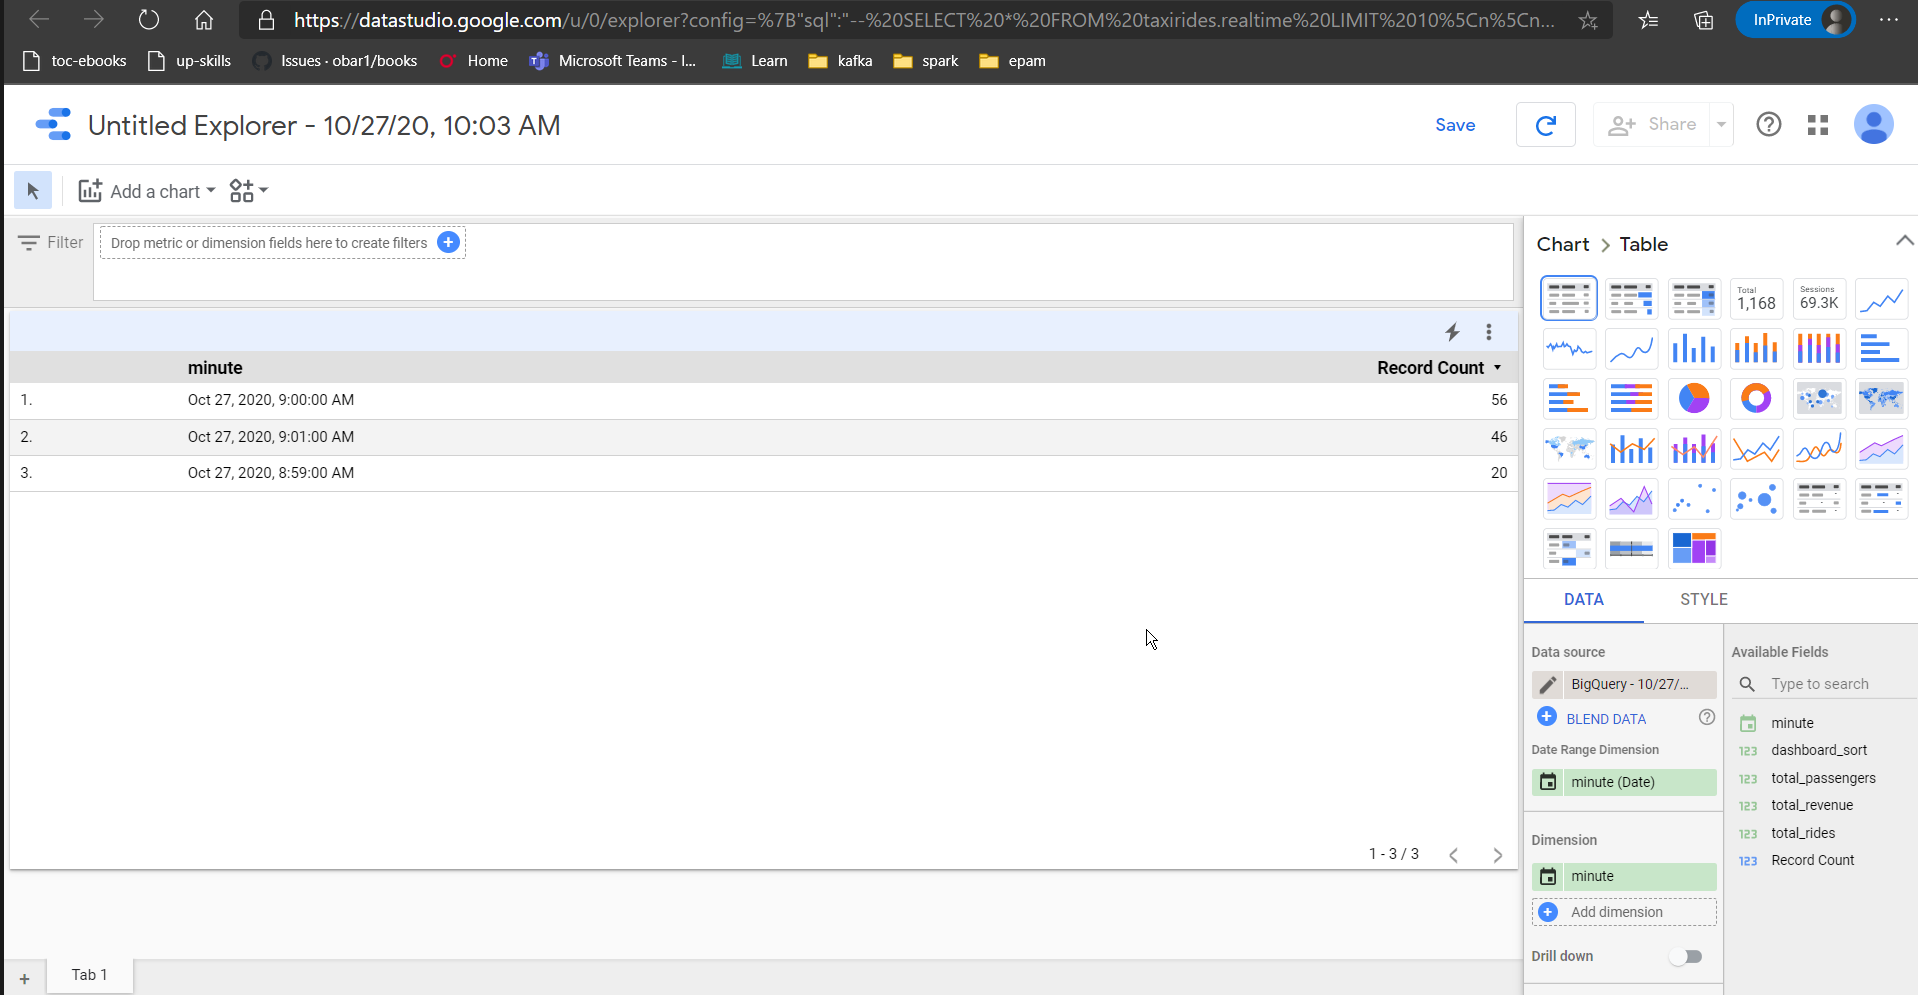 https://datastudio.google.com/u/0/explorer?config=%7B"sql":"--%20SELECT%20*%20FROM%20taxirides.realtime%20LIMIT%2010%5Cn%5Cn... InPrivate
toc-ebooks up-skills Issues · obar1/books Home Microsoft Teams - I... Learn kafka spark epam
Untitled Explorer - 10/27/20, 10:03 AM Save Share
Add a chart
Filter Drop metric or dimension fields here to create filters
minute Record Count
1. Oct 27, 2020, 9:00:00 AM 56
2. Oct 27, 2020, 9:01:00 AM 46
3. Oct 27, 2020, 8:59:00 AM 20
1 - 3 / 3
Tab 1
Chart > Table
Total
1,168
Sessions
69.3K
DATA STYLE
Data source
BigQuery - 10/27/...
BLEND DATA
Date Range Dimension
minute (Date)
Dimension
minute
Add dimension
Drill down
Available Fields
Type to search
minute
123 dashboard_sort
123 total_passengers
123 total_revenue
123 total_rides
123 Record Count